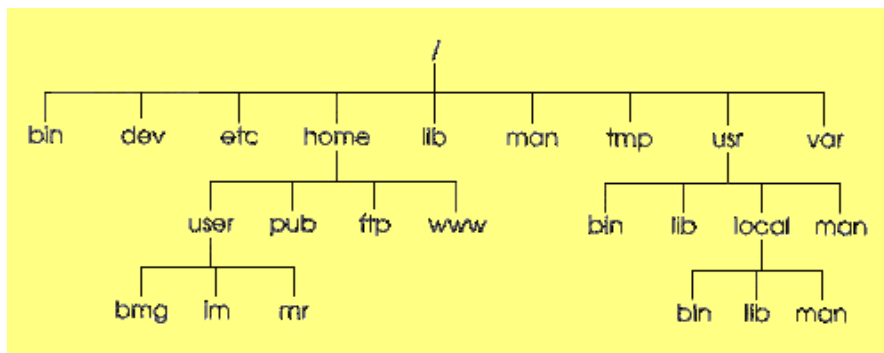 /
bin dev etc home lib man tmp usr var
user pub ftp www bin lib local man
bmg im mr bin lib man